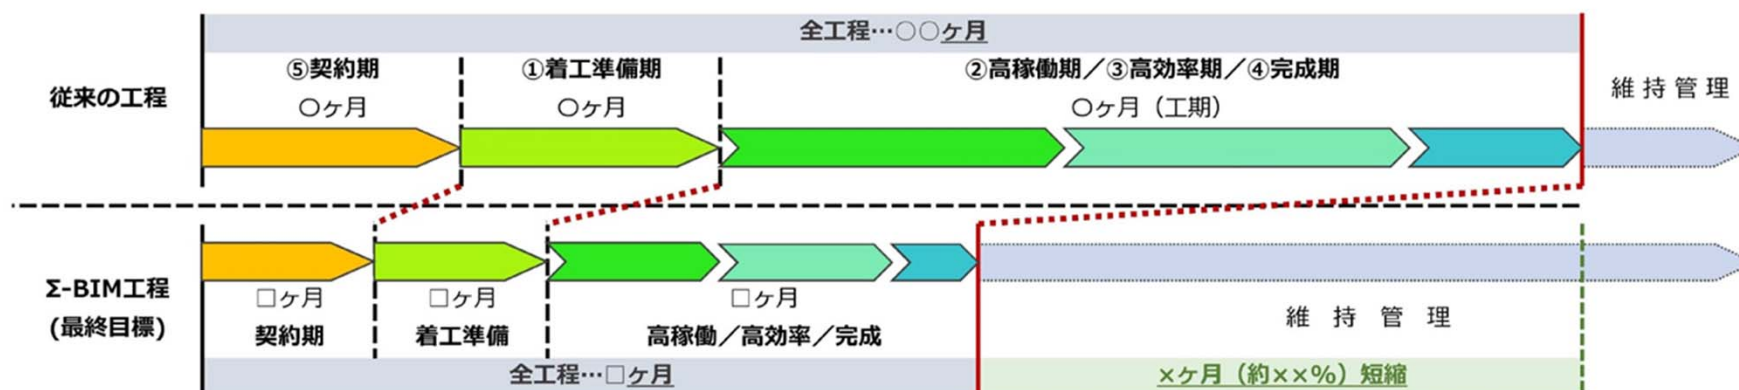 全工程…○○ヶ月
⑤契約期
①着工準備期
②高稼働期／③高効率期／④完成期
従来の工程
○ヶ月
○ヶ月
○ヶ月（工期）
維持管理
Σ-BIM工程
(最終目標)
□ヶ月
□ヶ月
□ヶ月
契約期
着工準備
高稼働／高効率／完成
維持管理
全工程…□ヶ月
×ヶ月（約××%）短縮